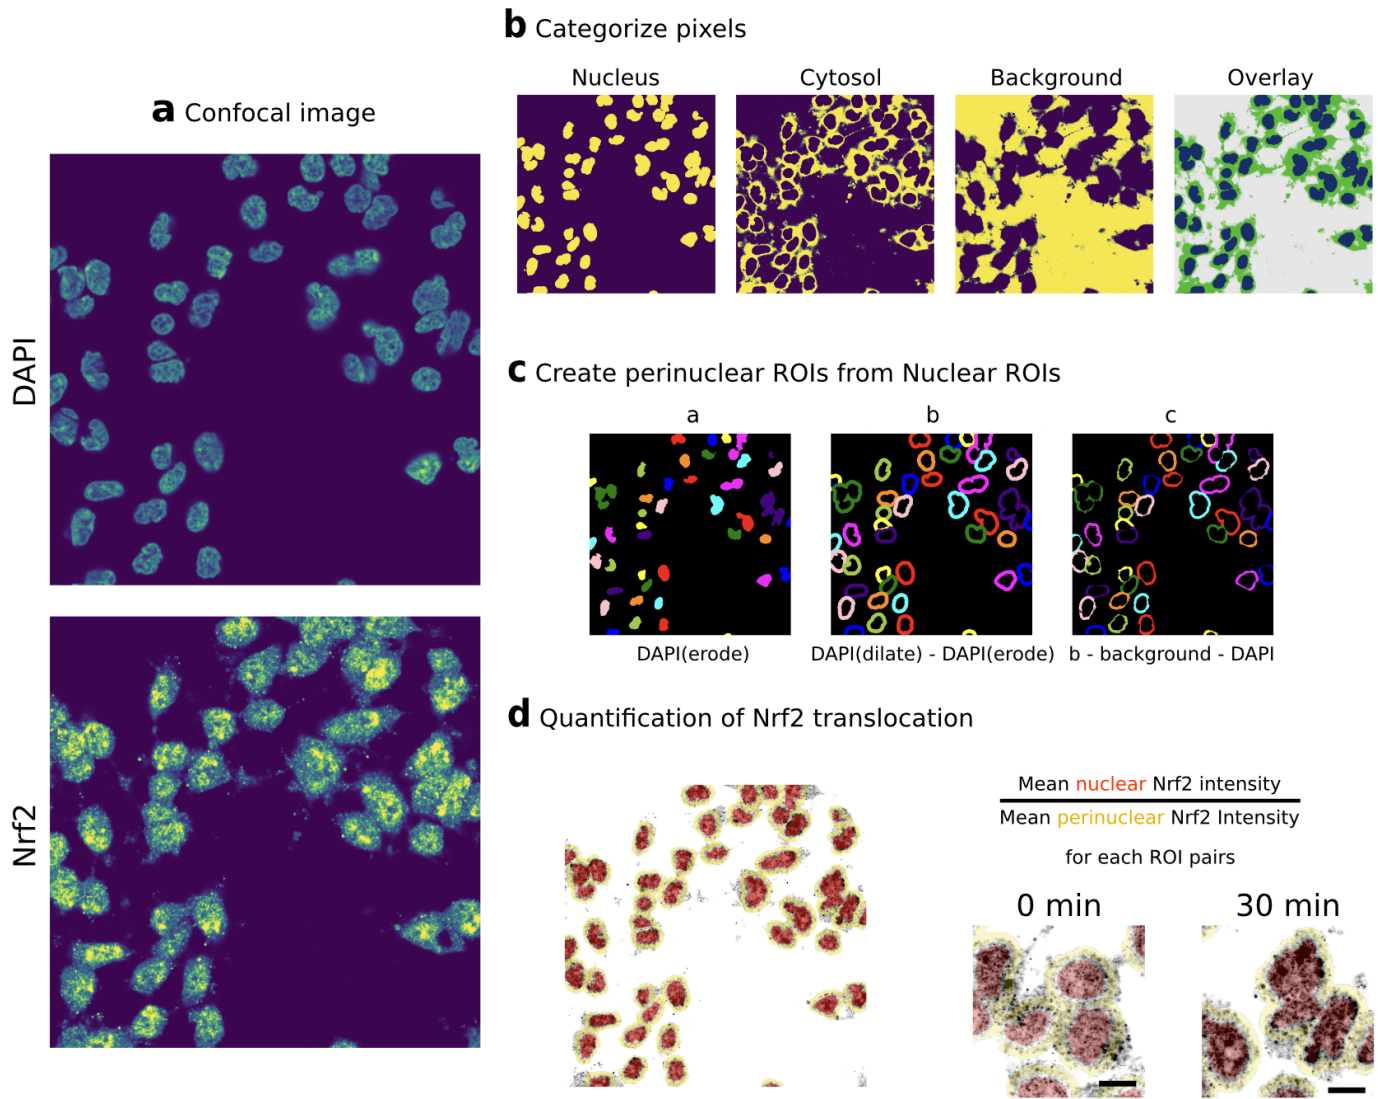 a Confocal image
DAPI
Nrf2
b Categorize pixels
Nucleus
Cytosol
Background
Overlay
c Create perinuclear ROIs from Nuclear ROIs
a
b
c
DAPI(erode)
DAPI(dilate) - DAPI(erode)
b - background - DAPI
d Quantification of Nrf2 translocation
Mean nuclear Nrf2 intensity
Mean perinuclear Nrf2 Intensity
for each ROI pairs
0 min
30 min